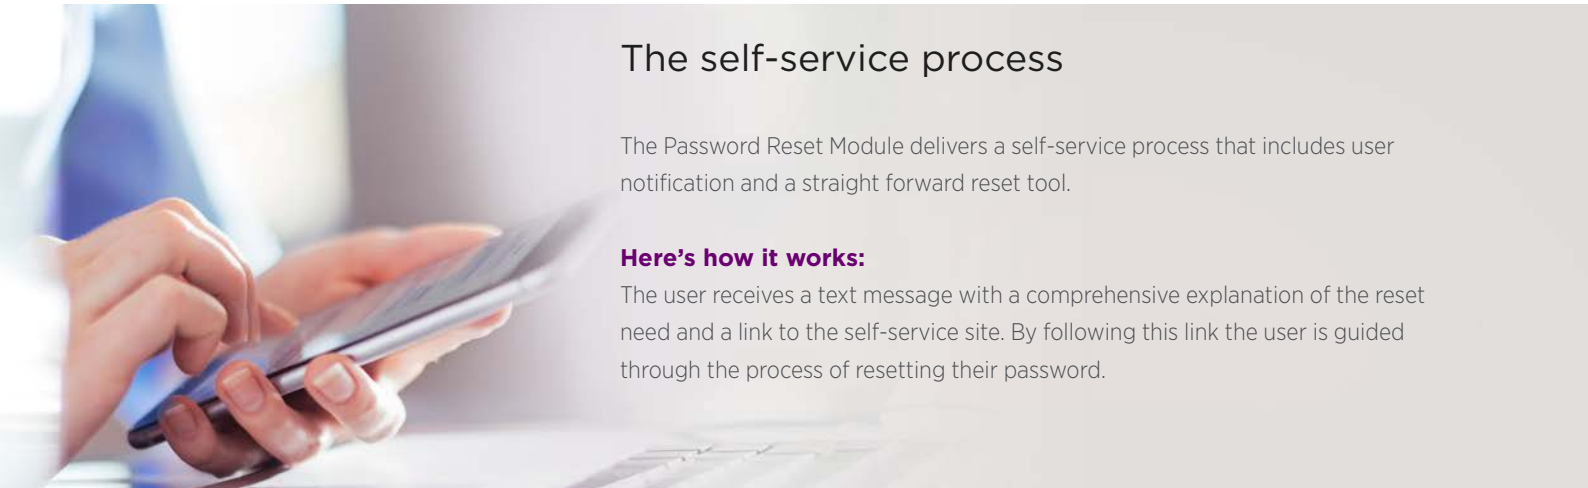 The self-service process
The Password Reset Module delivers a self-service process that includes user
notification and a straight forward reset tool.
Here’s how it works:
The user receives a text message with a comprehensive explanation of the reset
need and a link to the self-service site. By following this link the user is guided
through the process of resetting their password.